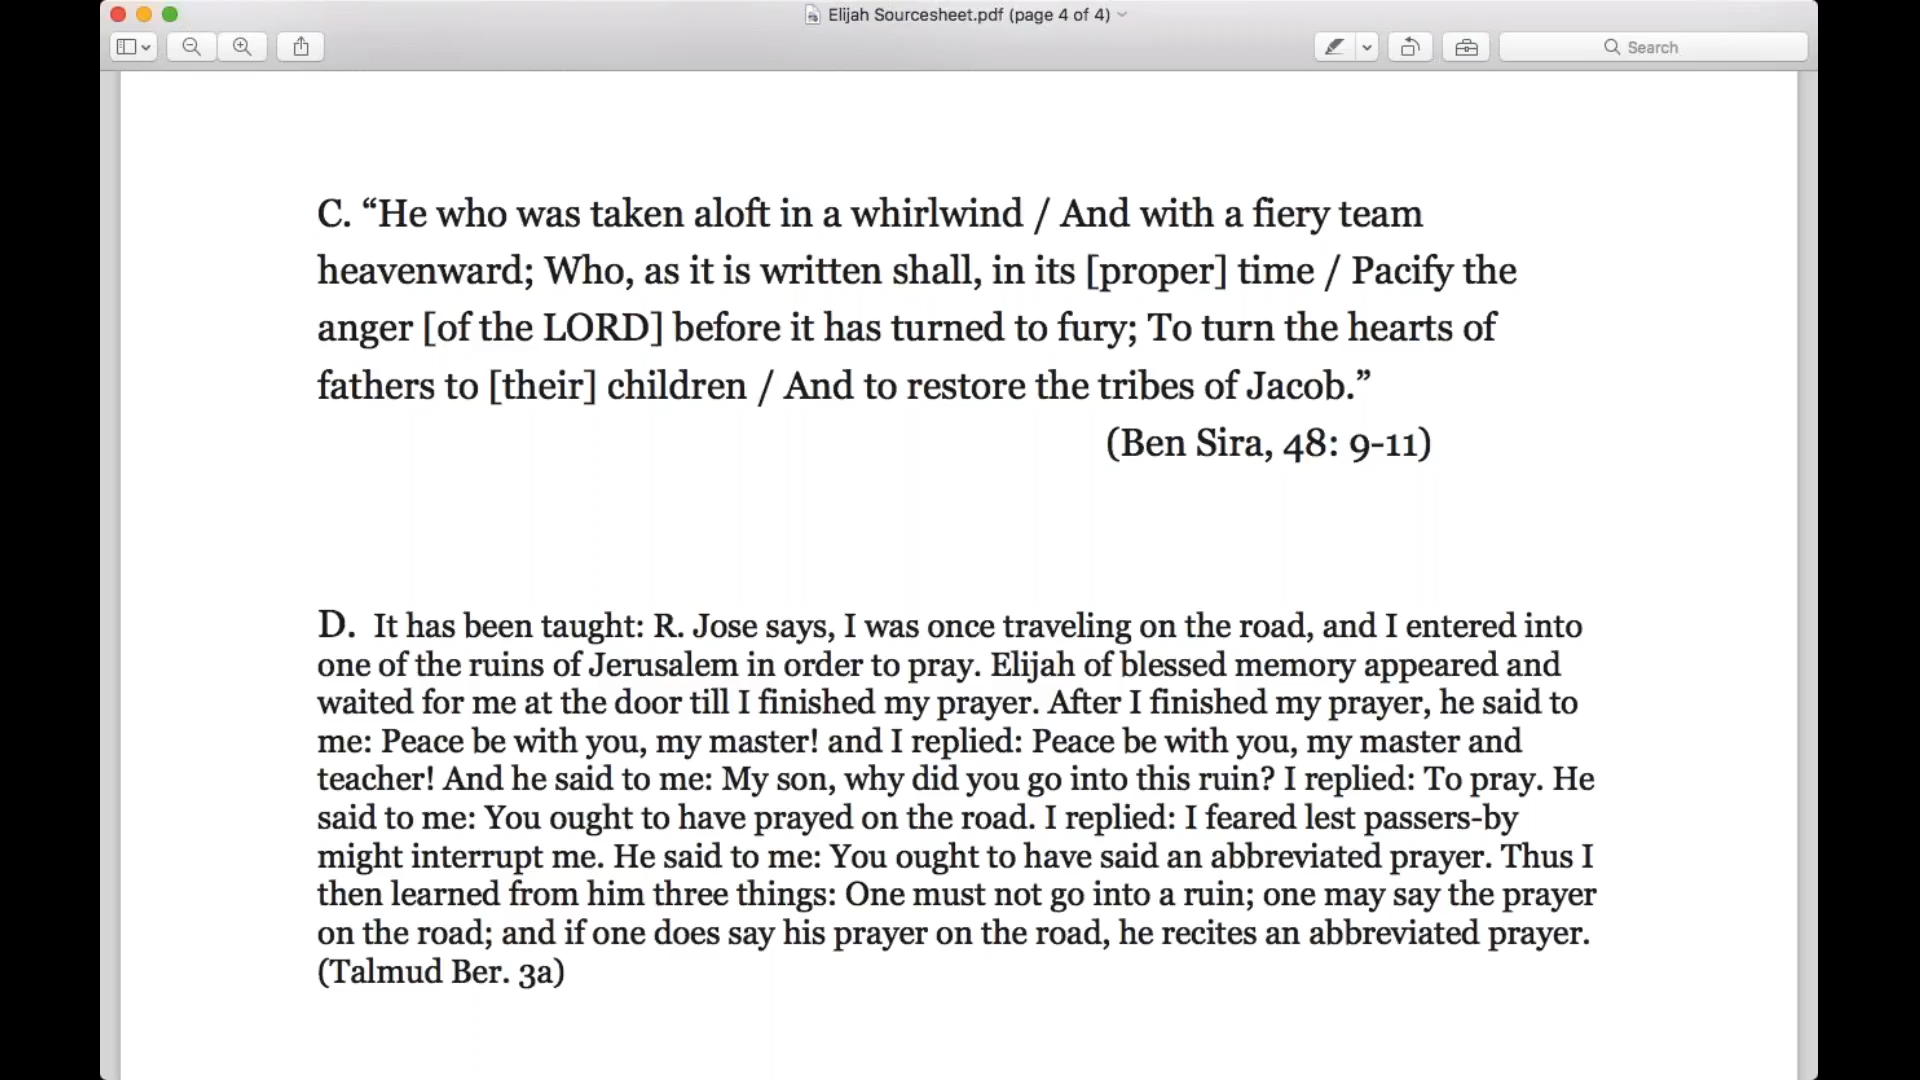 Elijah Sourcesheet.pdf (page 4 of 4)
Search
C. “He who was taken aloft in a whirlwind / And with a fiery team
heavenward; Who, as it is written shall, in its [proper] time / Pacify the
anger [of the LORD] before it has turned to fury; To turn the hearts of
fathers to [their] children / And to restore the tribes of Jacob.”
(Ben Sira, 48: 9-11)
D. It has been taught: R. Jose says, I was once traveling on the road, and I entered into
one of the ruins of Jerusalem in order to pray. Elijah of blessed memory appeared and
waited for me at the door till I finished my prayer. After I finished my prayer, he said to
me: Peace be with you, my master! and I replied: Peace be with you, my master and
teacher! And he said to me: My son, why did you go into this ruin? I replied: To pray. He
said to me: You ought to have prayed on the road. I replied: I feared lest passers-by
might interrupt me. He said to me: You ought to have said an abbreviated prayer. Thus I
then learned from him three things: One must not go into a ruin; one may say the prayer
on the road; and if one does say his prayer on the road, he recites an abbreviated prayer.
(Talmud Ber. 3a)